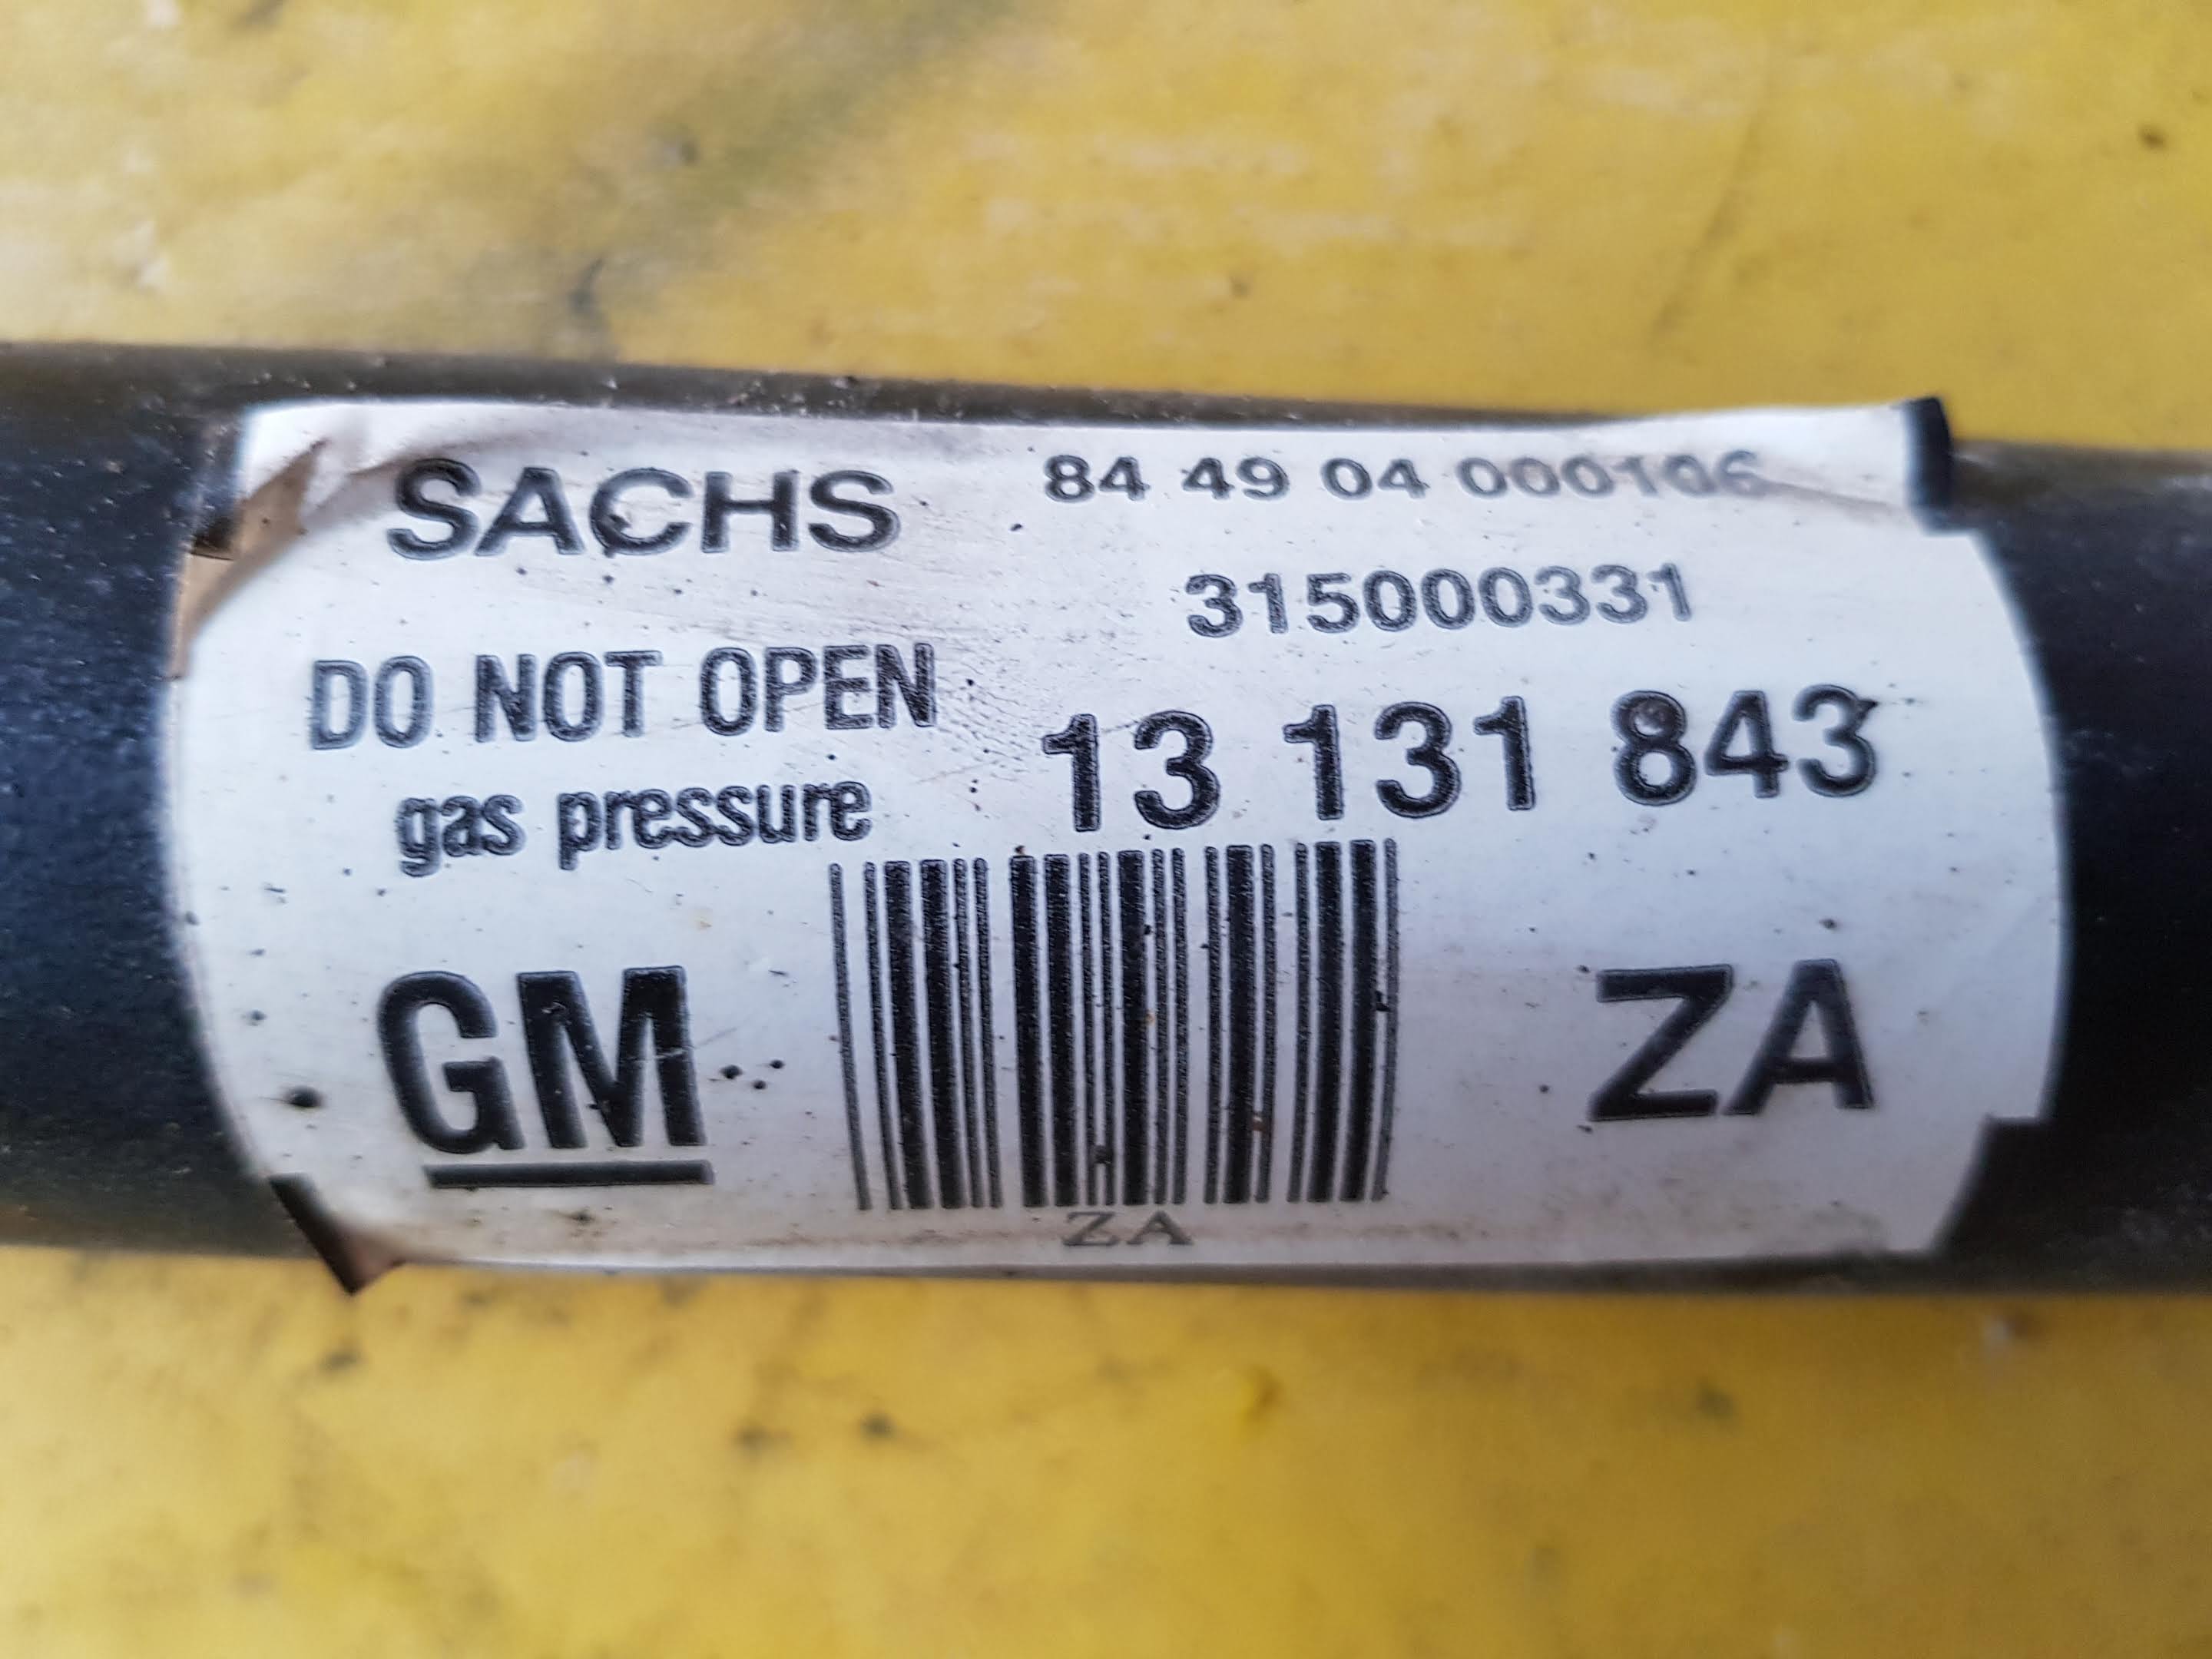 SACHS 84 49 04 000106
315000331
DO NOT OPEN
13 131 843
gas pressure
GM
ZA
ZA